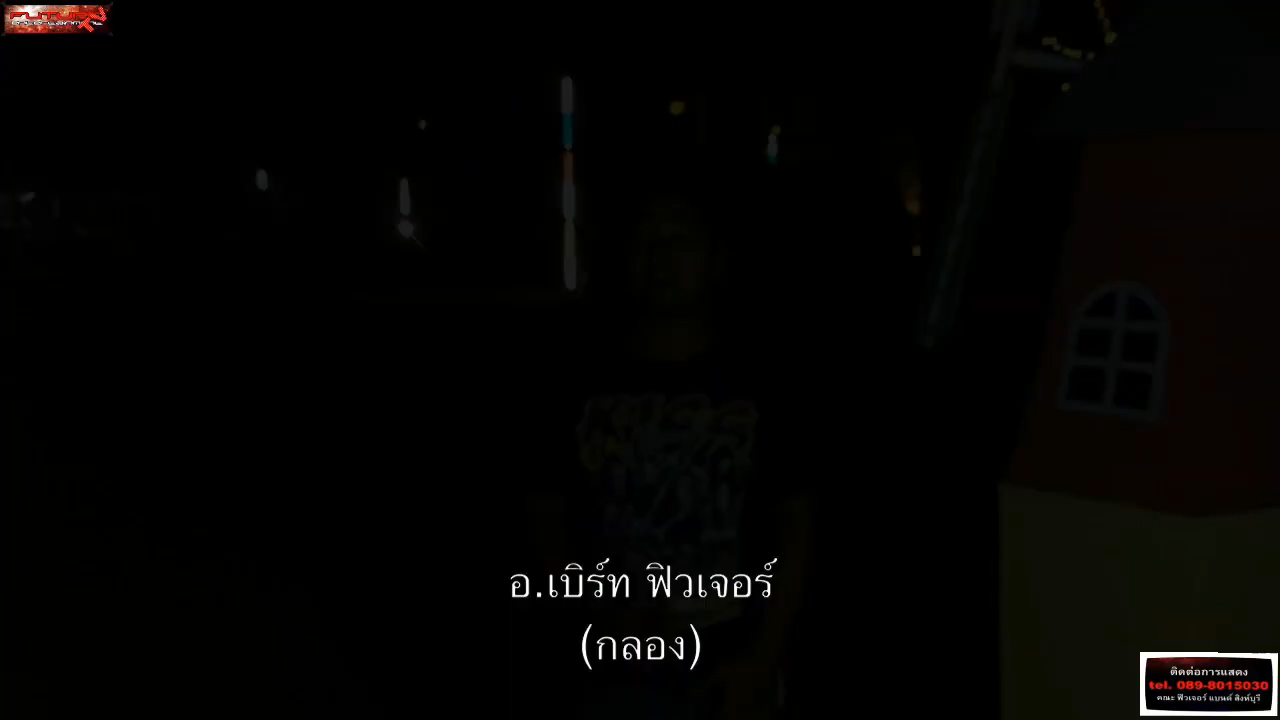 FUTURE
อ.เบิร์ท ฟิวเจอร์
(กลอง)
ติดต่อการแสดง
tel. 089-8015030
คณะ ฟิวเจอร์ แบนด์ สิงห์บุรี